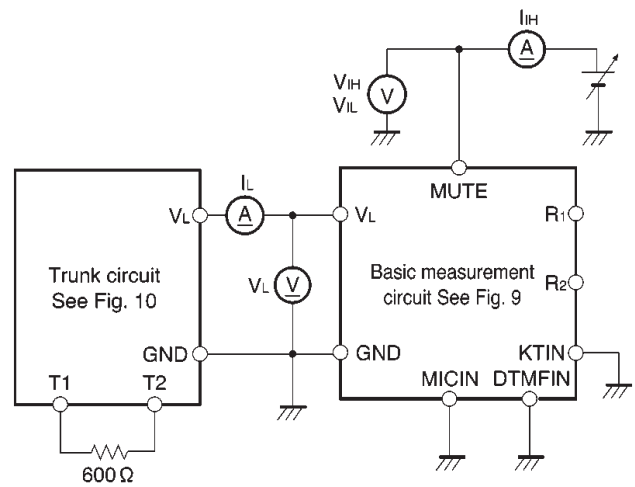 IIH
A
VIH
VIL
V
MUTE
IL
VL
A
VL
R1
Trunk circuit
See Fig. 10
VL
V
Basic measurement
circuit See Fig. 9
R2
GND
GND
KTIN
T1
T2
MICIN
DTMFIN
600Ω